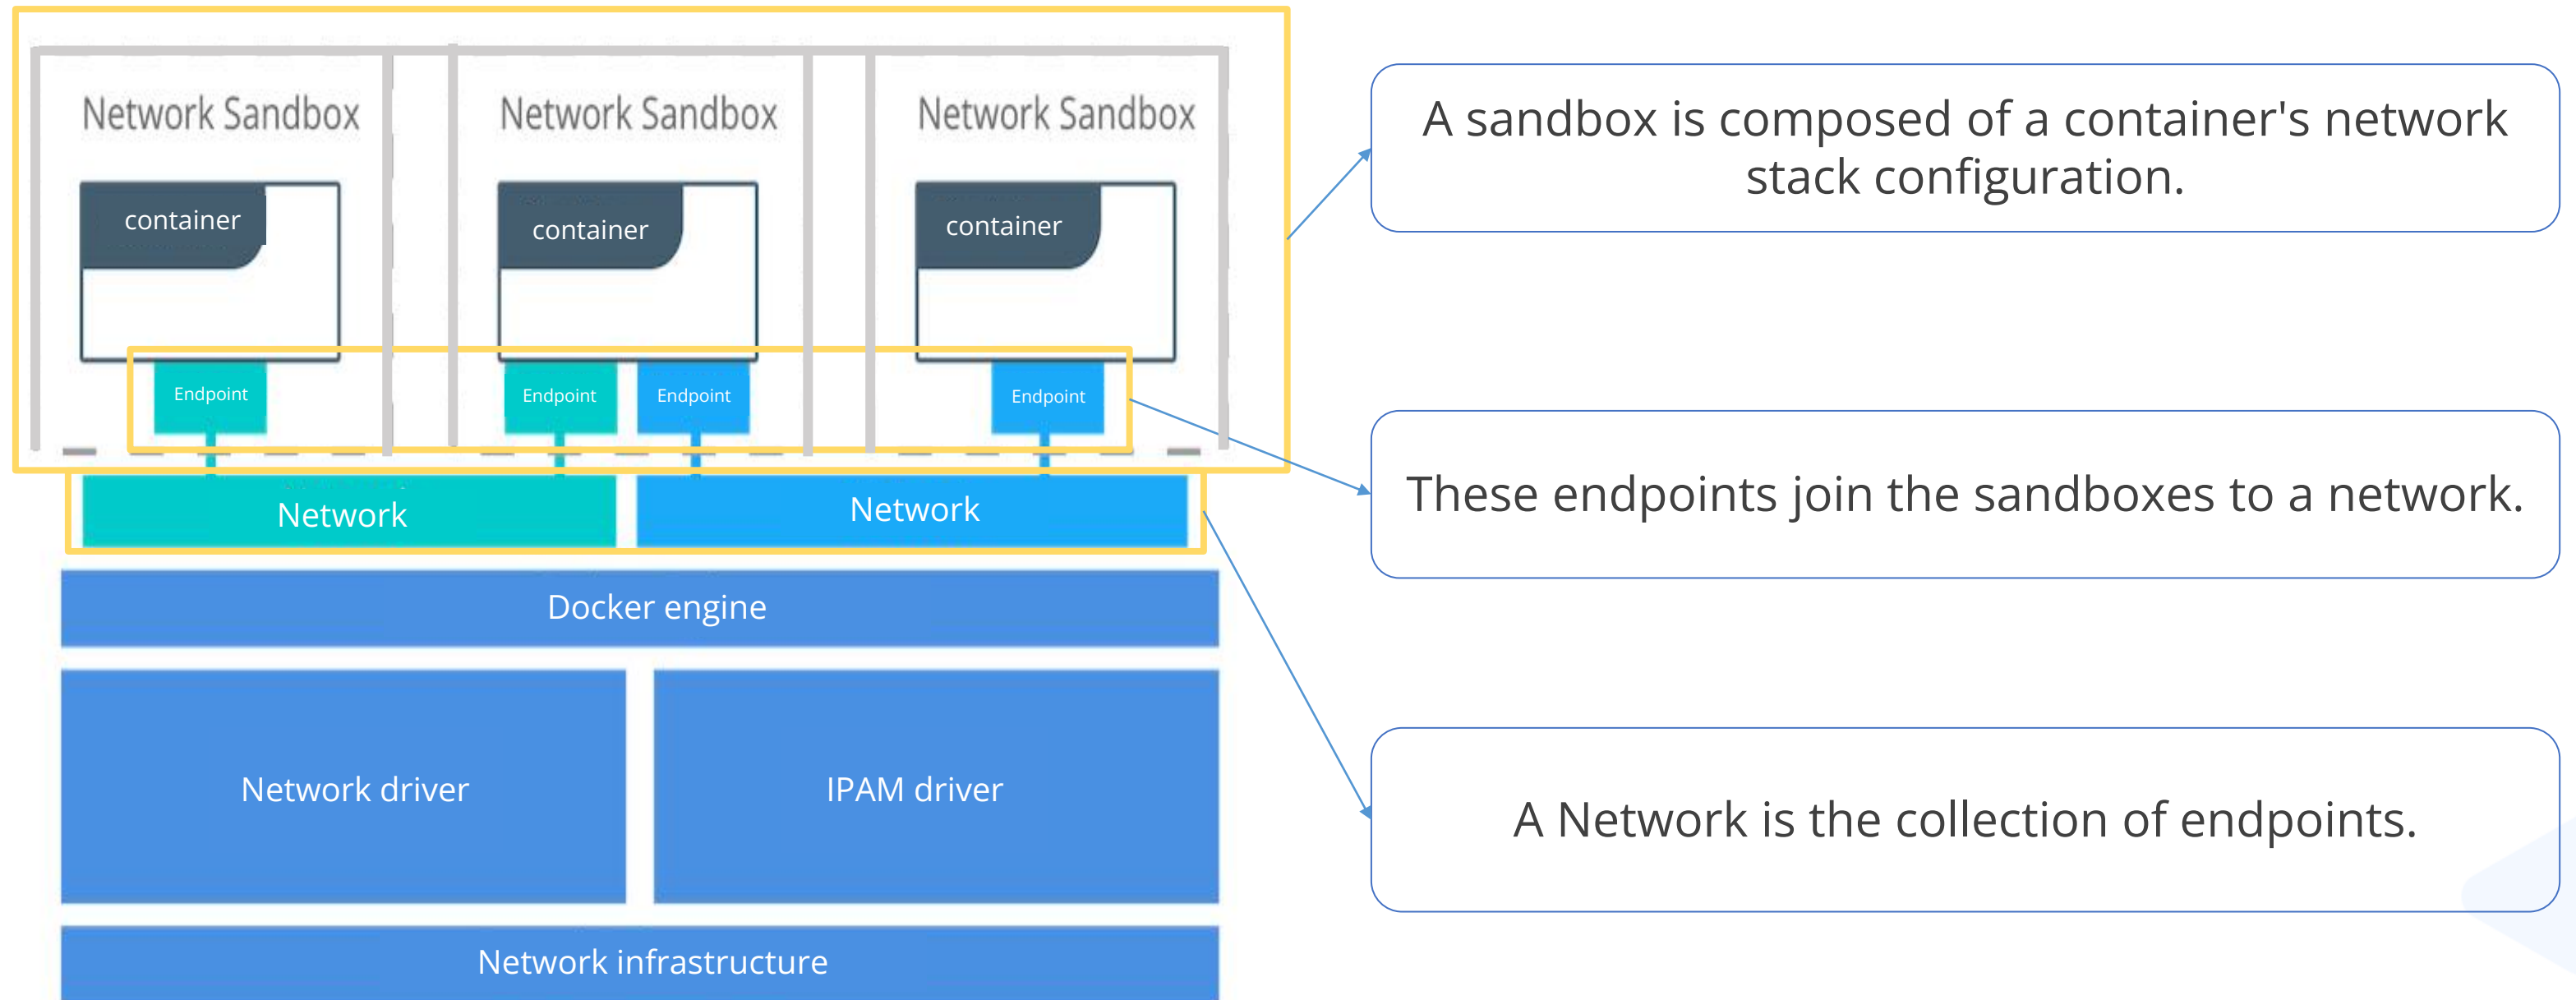 Network Sandbox
Network Sandbox
Network Sandbox
container
container
container
Endpoint
Endpoint
Endpoint
Endpoint
Network
Network
Docker engine
Network driver
IPAM driver
Network infrastructure
A sandbox is composed of a container's network
stack configuration.
These endpoints join the sandboxes to a network.
A Network is the collection of endpoints.